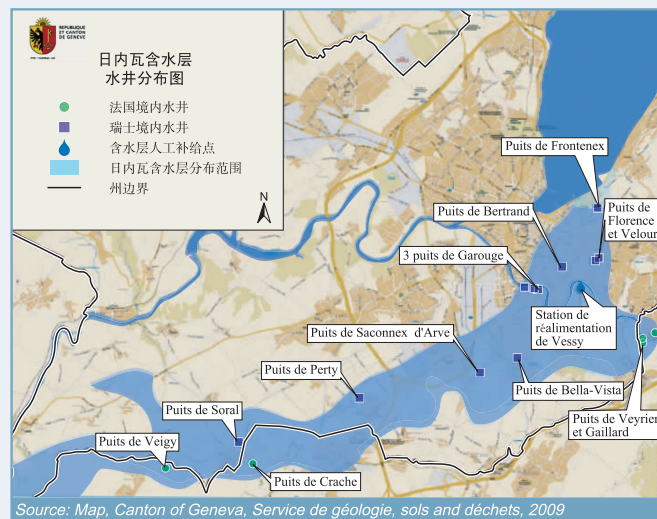 REPUBLIQUE
ET CANTON
DE GENEVE
日内瓦含水层
水井分布图
法国境内水井
瑞士境内水井
含水层人工补给点
日内瓦含水层分布范围
州边界
N
Puits de Frontenex
Puits de Bertrand
Puits de
Florence
et Velour
3 puits de Garouge
Station de
réalimentation
de Vessy
Puits de Saconnex d'Arve
Puits de Perty
Puits de Bella-Vista
Puits de Soral
Puits de Veyrier
et Gaillard
Puits de Veigy
Puits de Crache
Source: Map, Canton of Geneva, Service de géologie, sols and déchets, 2009